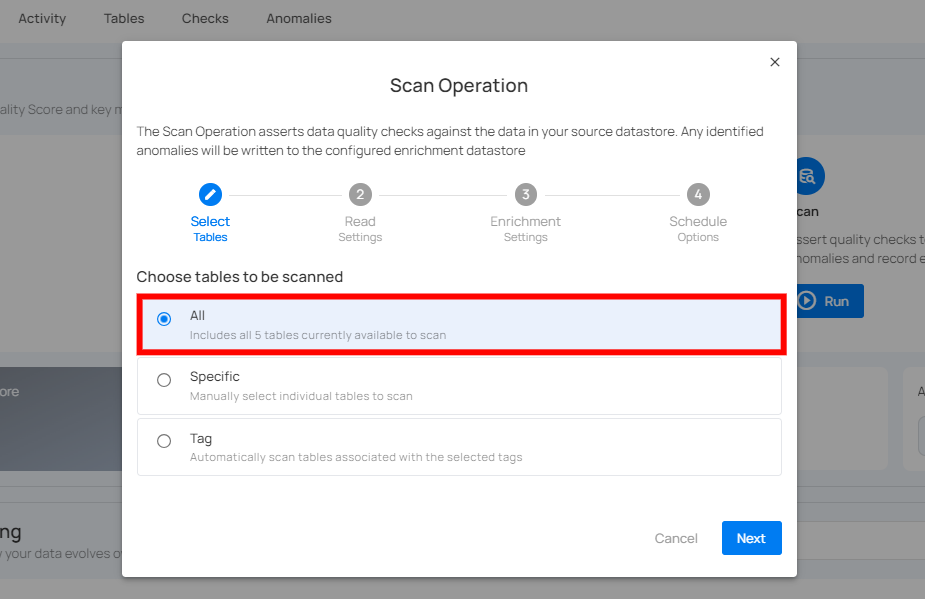 Activity
Tables
Checks
Anomalies
ality Score and key m
Scan Operation
The Scan Operation asserts data quality checks against the data in your source datastore. Any identified
anomalies will be written to the configured enrichment datastore
2
3
4
Select
Tables
Read
Settings
Enrichment
Settings
Schedule
Options
can
ssert quality checks t
nomalies and record e
Run
Choose tables to be scanned
All
Includes all 5 tables currently available to scan
Specific
Manually select individual tables to scan
ore
A
Tag
Automatically scan tables associated with the selected tags
ng
your data evolves o
Cancel
Next